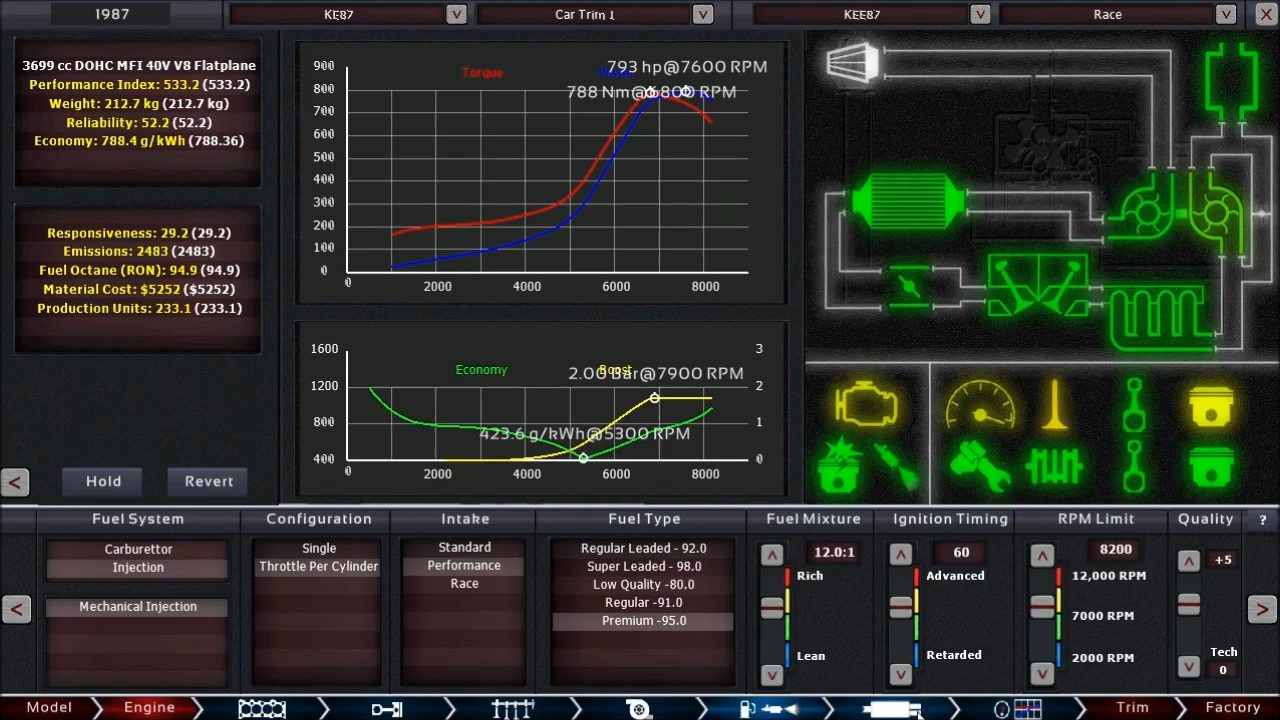 1987
KE87
Car Trim 1
KEE87
Race
X
3699 cc DOHC MFI 40V V8 Flatplane
Performance Index: 533.2 (533.2)
Weight: 212.7 kg (212.7 kg)
Reliability: 52.2 (52.2)
Economy: 788.4 g/kWh (788.36)
Responsiveness: 29.2 (29.2)
Emissions: 2483 (2483)
Fuel Octane (RON): 94.9 (94.9)
Material Cost: $5252 ($5252)
Production Units: 233.1 (233.1)
Hold
Revert
900
800
700
600
500
400
300
200
100
0
0
2000
4000
6000
8000
Torque
793 hp@7600 RPM
788 Nm@6800 RPM
1600
1200
800
400
3
2
1
0
0
2000
4000
6000
8000
Economy
Boost
2.00 Bar@7900 RPM
423.6 g/kWh@5300 RPM
Fuel System
Carburettor
Injection
Mechanical Injection
Configuration
Single
Throttle Per Cylinder
Intake
Standard
Performance
Race
Fuel Type
Regular Leaded - 92.0
Super Leaded - 98.0
Low Quality -80.0
Regular -91.0
Premium -95.0
Fuel Mixture
12.0:1
Rich
Lean
Ignition Timing
60
Advanced
Retarded
RPM Limit
8200
12,000 RPM
7000 RPM
2000 RPM
Quality
+5
Tech
0
?
<
<
>
Model
Engine
Trim
Factory